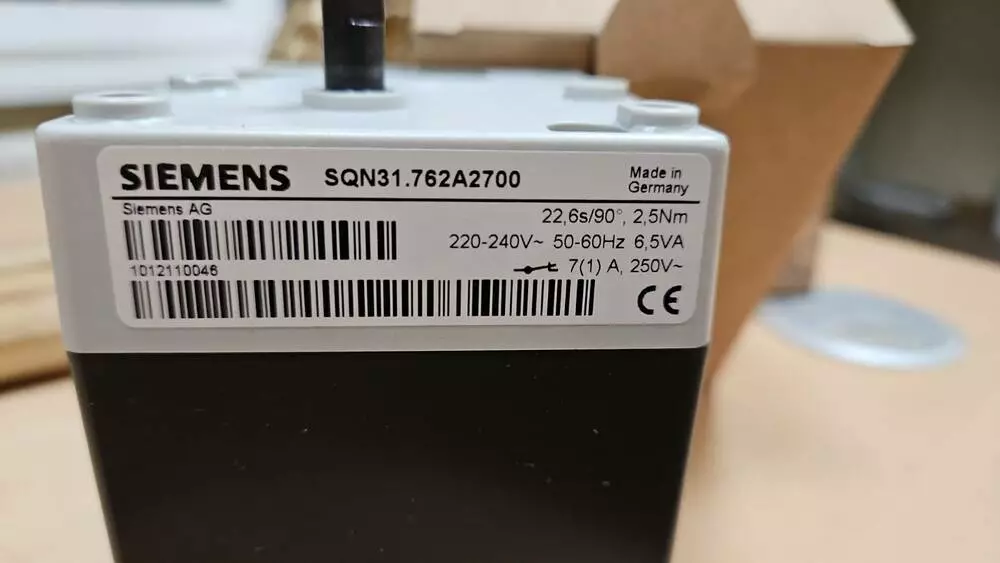 SIEMENS SQN31.762A2700 Made in
Germany
Siemens AG
22,6s/90°, 2,5Nm
220-240V~ 50-60Hz 6,5VA
1012110046
7(1) A, 250V~
CE